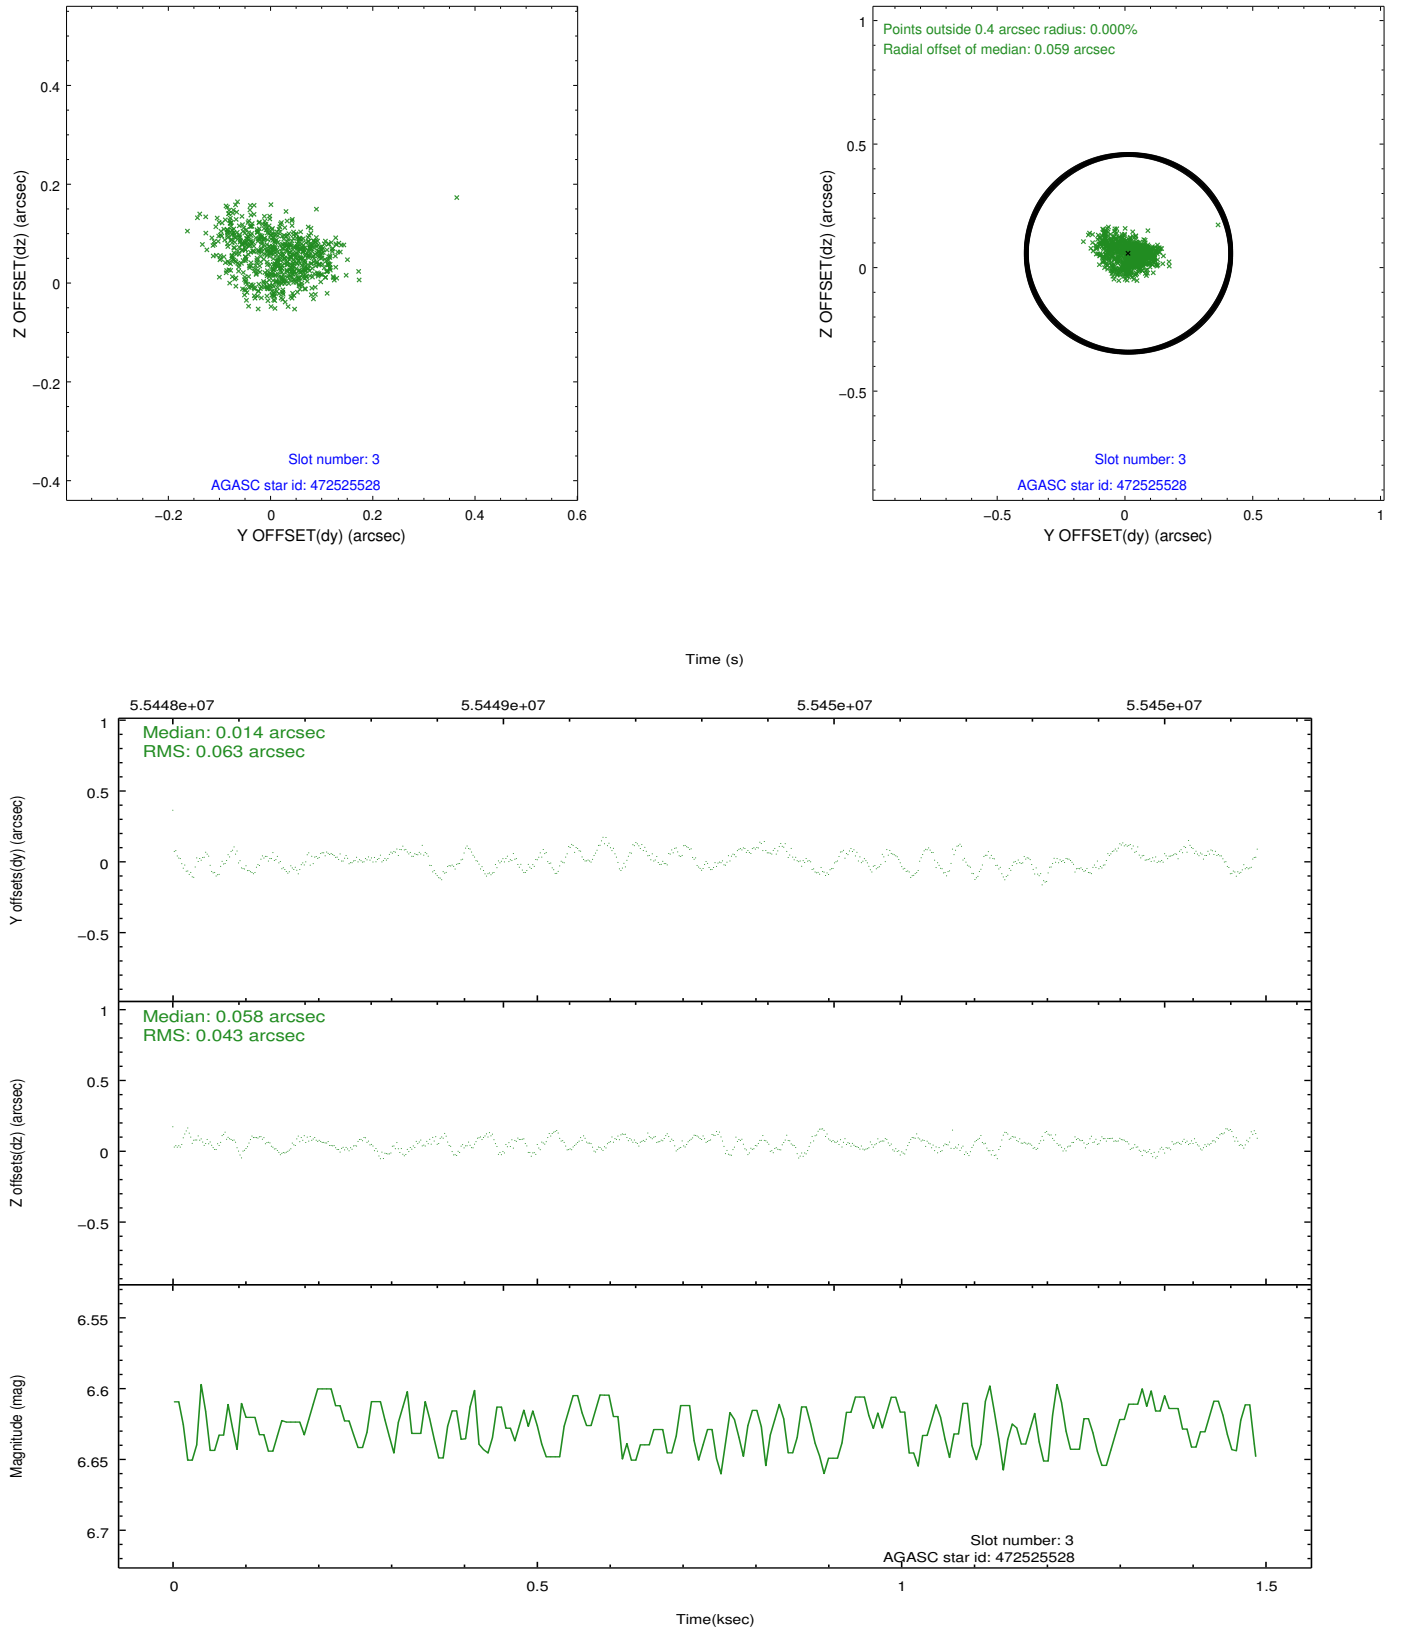 0.4
0.2
0
−0.2
−0.4
Z OFFSET(dz) (arcsec)
Slot number: 3
AGASC star id: 472525528
−0.2 0 0.2 0.4 0.6
Y OFFSET(dy) (arcsec)
Points outside 0.4 arcsec radius: 0.000%
Radial offset of median: 0.059 arcsec
1
0.5
0
−0.5
Z OFFSET(dz) (arcsec)
Slot number: 3
AGASC star id: 472525528
−0.5 0 0.5 1
Y OFFSET(dy) (arcsec)
Time (s)
5.5448e+07 5.5449e+07 5.545e+07 5.545e+07
Median: 0.014 arcsec
RMS: 0.063 arcsec
1
0.5
0
−0.5
Y offsets(dy) (arcsec)
Median: 0.058 arcsec
RMS: 0.043 arcsec
1
0.5
0
−0.5
Z offsets(dz) (arcsec)
6.55
6.6
6.65
6.7
Magnitude (mag)
Slot number: 3
AGASC star id: 472525528
0 0.5 1 1.5
Time(ksec)